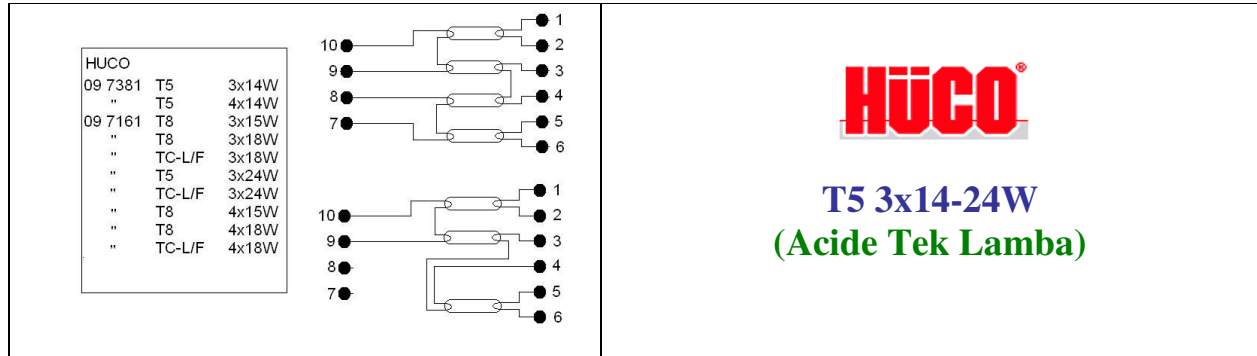 HUCO
09 7381 T5 3x14W
" T5 4x14W
09 7161 T8 3x15W
" T8 3x18W
" TC-L/F 3x18W
" T5 3x24W
" TC-L/F 3x24W
" T8 4x15W
" T8 4x18W
" TC-L/F 4x18W
1
10 2
9 3
8 4
7 5
6
1
10 2
9 3
8 4
7 5
6
HüCO®
T5 3x14-24W
(Acide Tek Lamba)